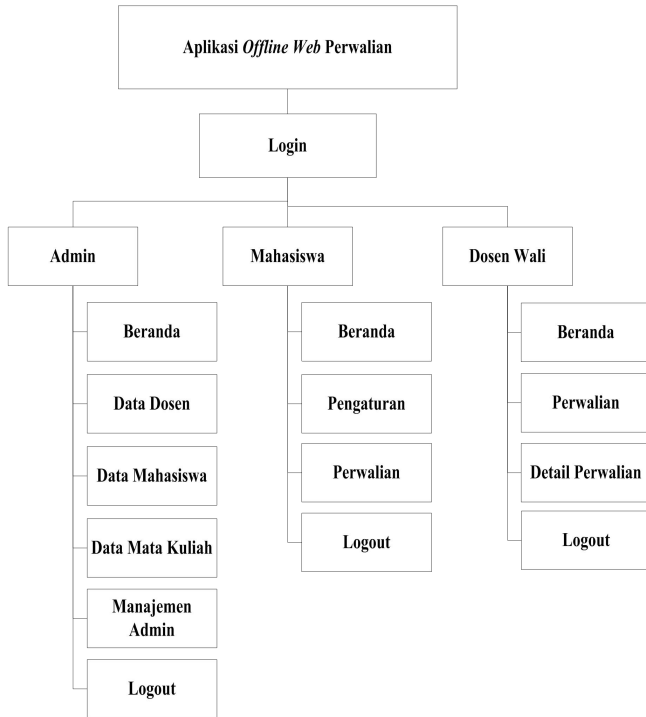 Aplikasi Offline Web Perwalian
Login
Admin
Mahasiswa
Dosen Wali
Beranda
Data Dosen
Data Mahasiswa
Data Mata Kuliah
Manajemen
Admin
Logout
Beranda
Pengaturan
Perwalian
Logout
Beranda
Perwalian
Detail Perwalian
Logout